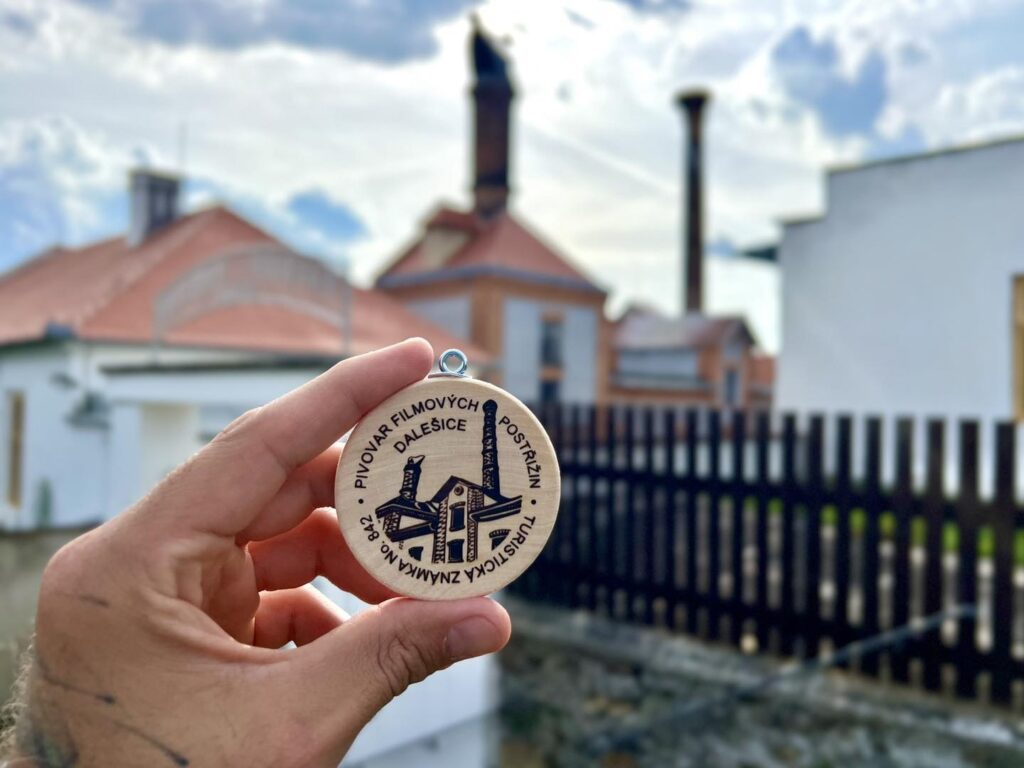 • PIVOVAR FILMOVÝCH POSTŘIŽIN •
DALEŠICE
TURISTICKÁ ZNÁMKA No. 842